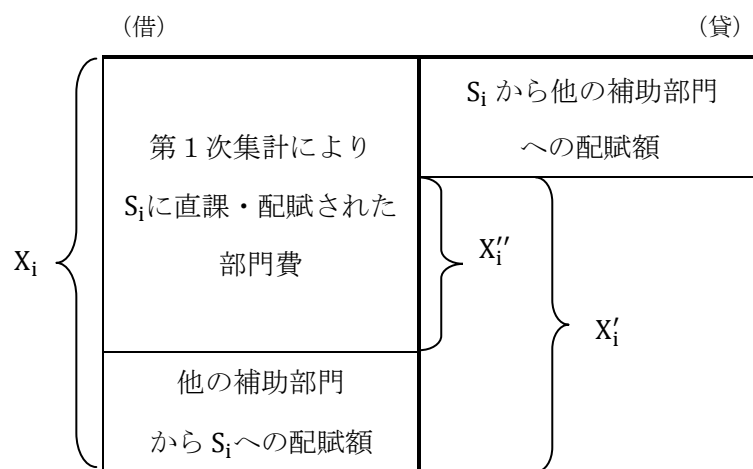 (借)
(貸)
第1次集計により
Sᵢに直課・配賦された
部門費
Sᵢ から他の補助部門
への配賦額
Xᵢ
Xᵢ′′
Xᵢ′
他の補助部門
から Sᵢへの配賦額